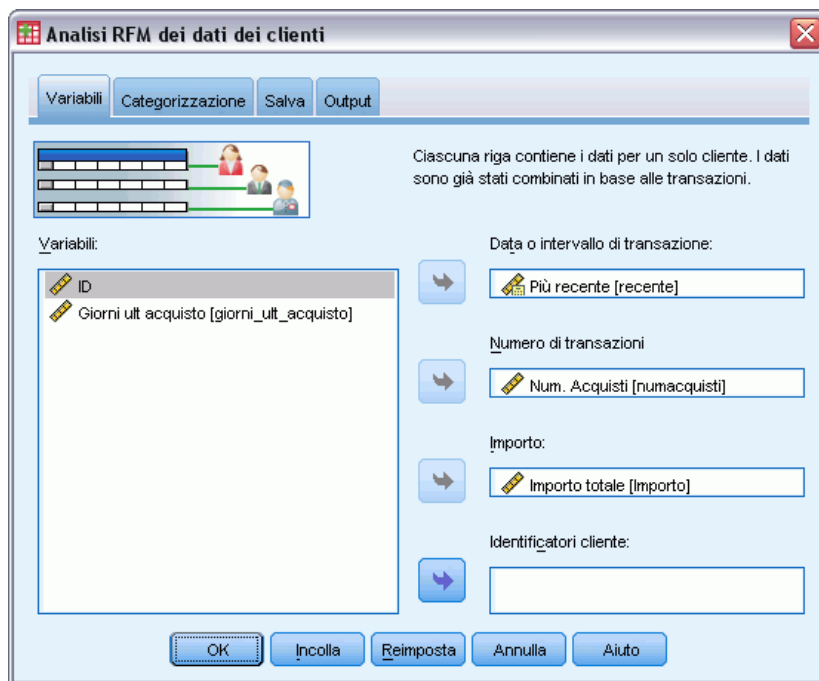 Analisi RFM dei dati dei clienti
Variabili
Categorizzazione
Salva
Output
Ciascuna riga contiene i dati per un solo cliente. I dati
sono già stati combinati in base alle transazioni.
Variabili:
ID
Giorni ult acquisto [giorni_ult_acquisto]
Data o intervallo di transazione:
Più recente [recente]
Numero di transazioni
Num. Acquisti [numacquisti]
Importo:
Importo totale [Importo]
Identificatori cliente:
OK
Incolla
Reimposta
Annulla
Aiuto